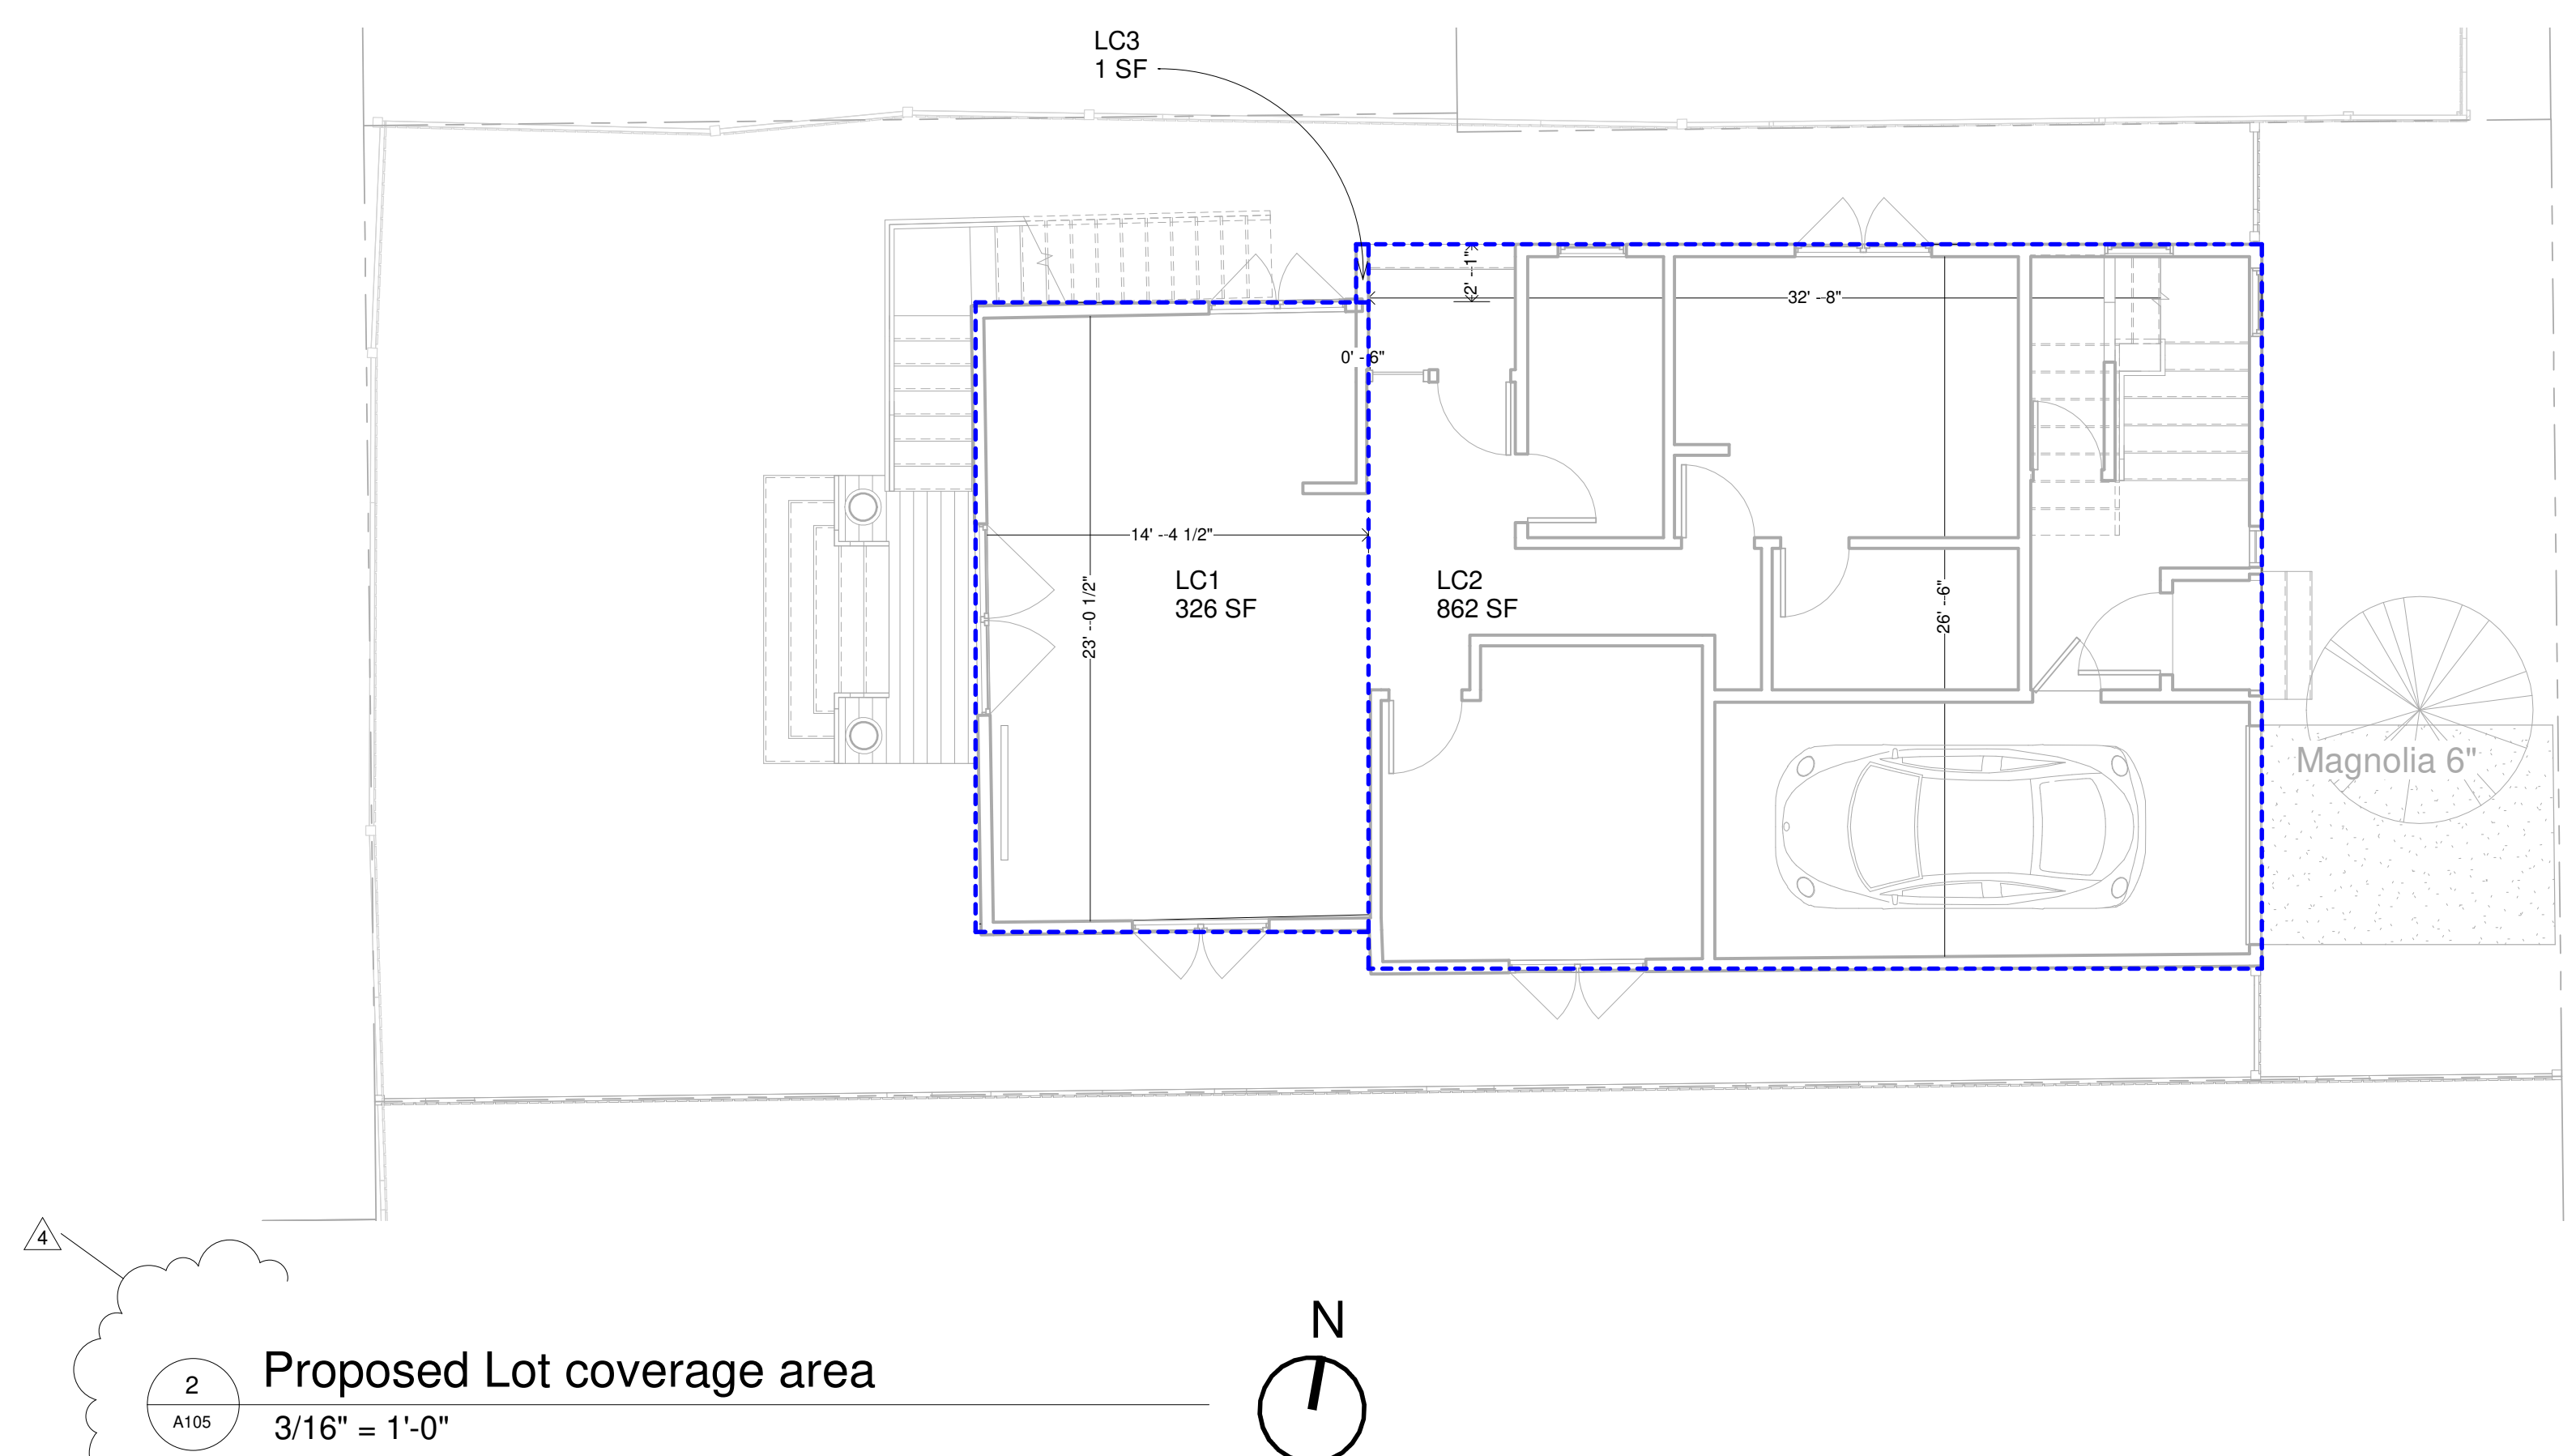 LC3
1 SF
2' --1"
32' --8"
0' - 6"
14' --4 1/2"
23' --0 1/2"
LC1
326 SF
LC2
862 SF
26' --6"
Magnolia 6"
4
N
2
A105
Proposed Lot coverage area
3/16" = 1'-0"